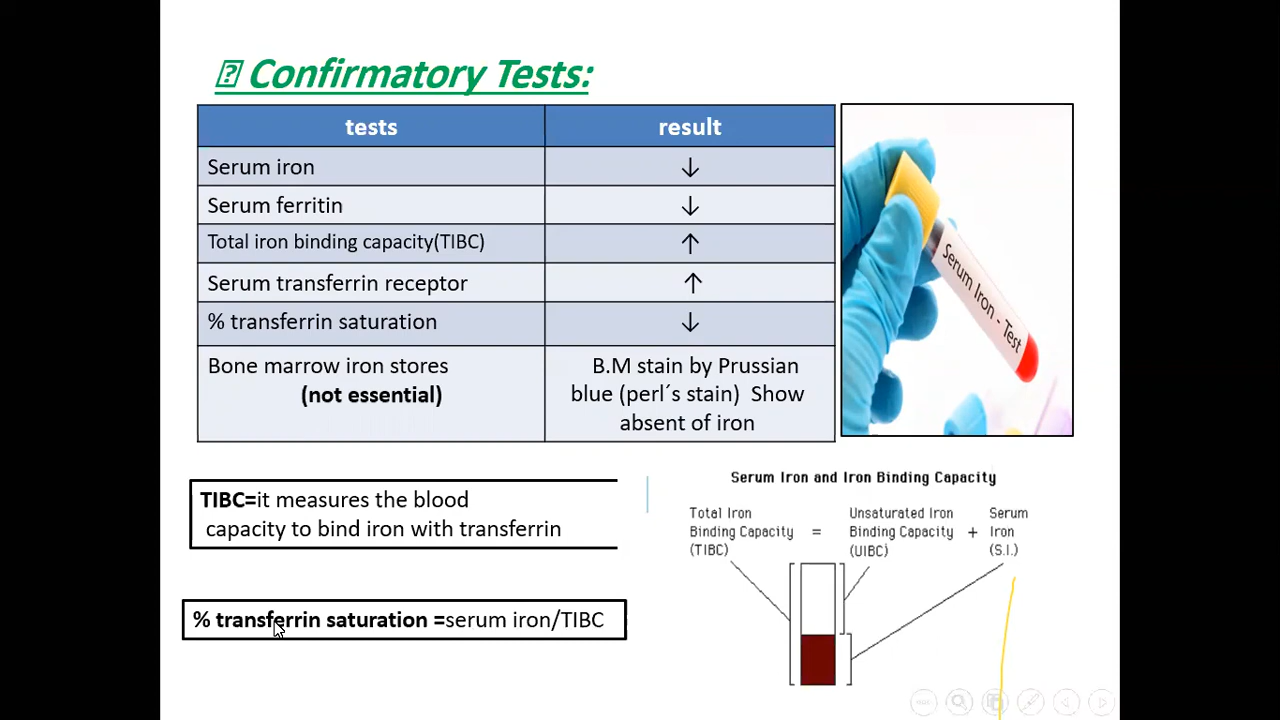 Confirmatory Tests:
tests result
Serum iron ↓
Serum ferritin ↓
Total iron binding capacity(TIBC) ↑
Serum transferrin receptor ↑
% transferrin saturation ↓
Bone marrow iron stores
(not essential)
B.M stain by Prussian
blue (perl´s stain) Show
absent of iron
Serum Iron - Test
TIBC=it measures the blood
capacity to bind iron with transferrin
% transferrin saturation =serum iron/TIBC
Serum Iron and Iron Binding Capacity
Total Iron
Binding Capacity
(TIBC)
=
Unsaturated Iron
Binding Capacity
(UIBC)
+
Serum
Iron
(S.I.)